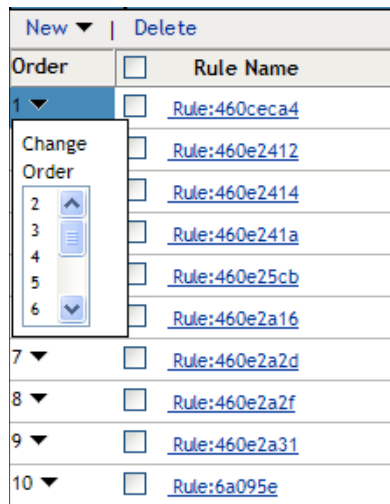 New ▼ | Delete
Order Rule Name
1 ▼ Rule:460ceca4
Change
Order
2
3
4
5
6
Rule:460e2412
Rule:460e2414
Rule:460e241a
Rule:460e25cb
Rule:460e2a16
7 ▼ Rule:460e2a2d
8 ▼ Rule:460e2a2f
9 ▼ Rule:460e2a31
10 ▼ Rule:6a095e